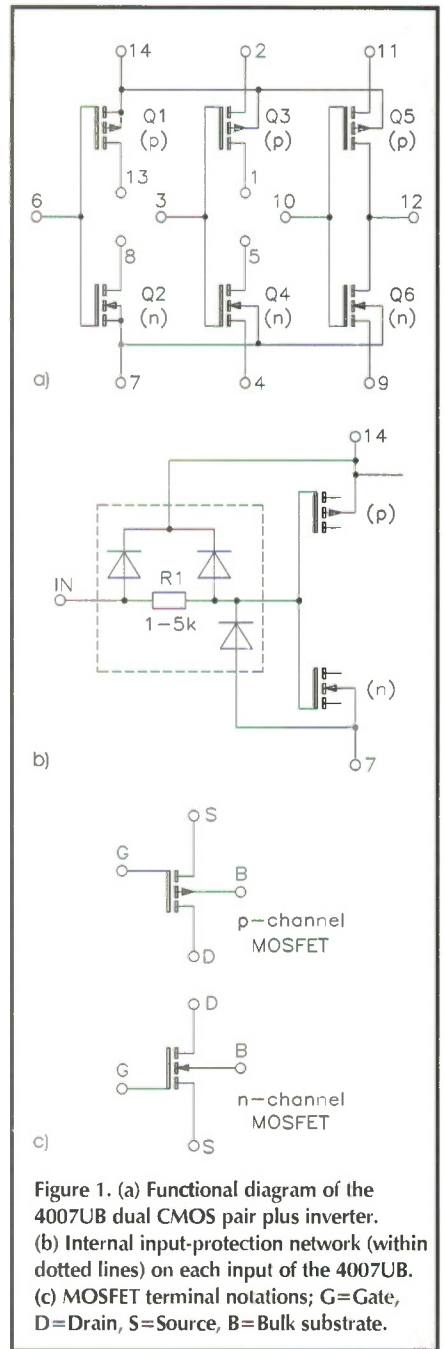 14 2 11
Q1 Q3 Q5
(p) (p) (p)
13 1
6 3 10 12
8 5
Q2 Q4 Q6
(n) (n) (n)
7 4 9
a)
14
(p)
IN
R1
1-5k
(n)
7
b)
S
G B
p-channel
MOSFET
D
D
B
G
n-channel
MOSFET
S
c)
Figure 1. (a) Functional diagram of the
4007UB dual CMOS pair plus inverter.
(b) Internal input-protection network (within
dotted lines) on each input of the 4007UB.
(c) MOSFET terminal notations; G=Gate,
D=Drain, S=Source, B=Bulk substrate.